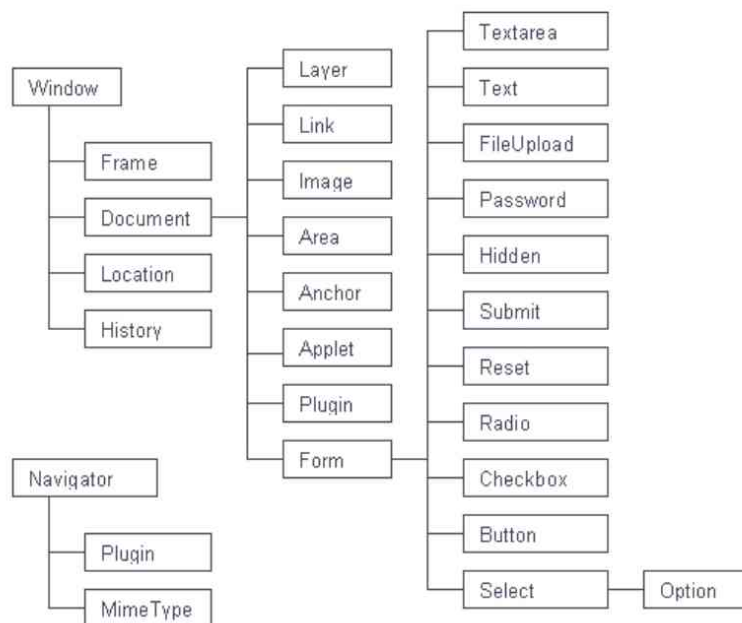 Window
Frame
Document
Location
History
Navigator
Plugin
MimeType
Layer
Link
Image
Area
Anchor
Applet
Plugin
Form
Textarea
Text
FileUpload
Password
Hidden
Submit
Reset
Radio
Checkbox
Button
Select
Option